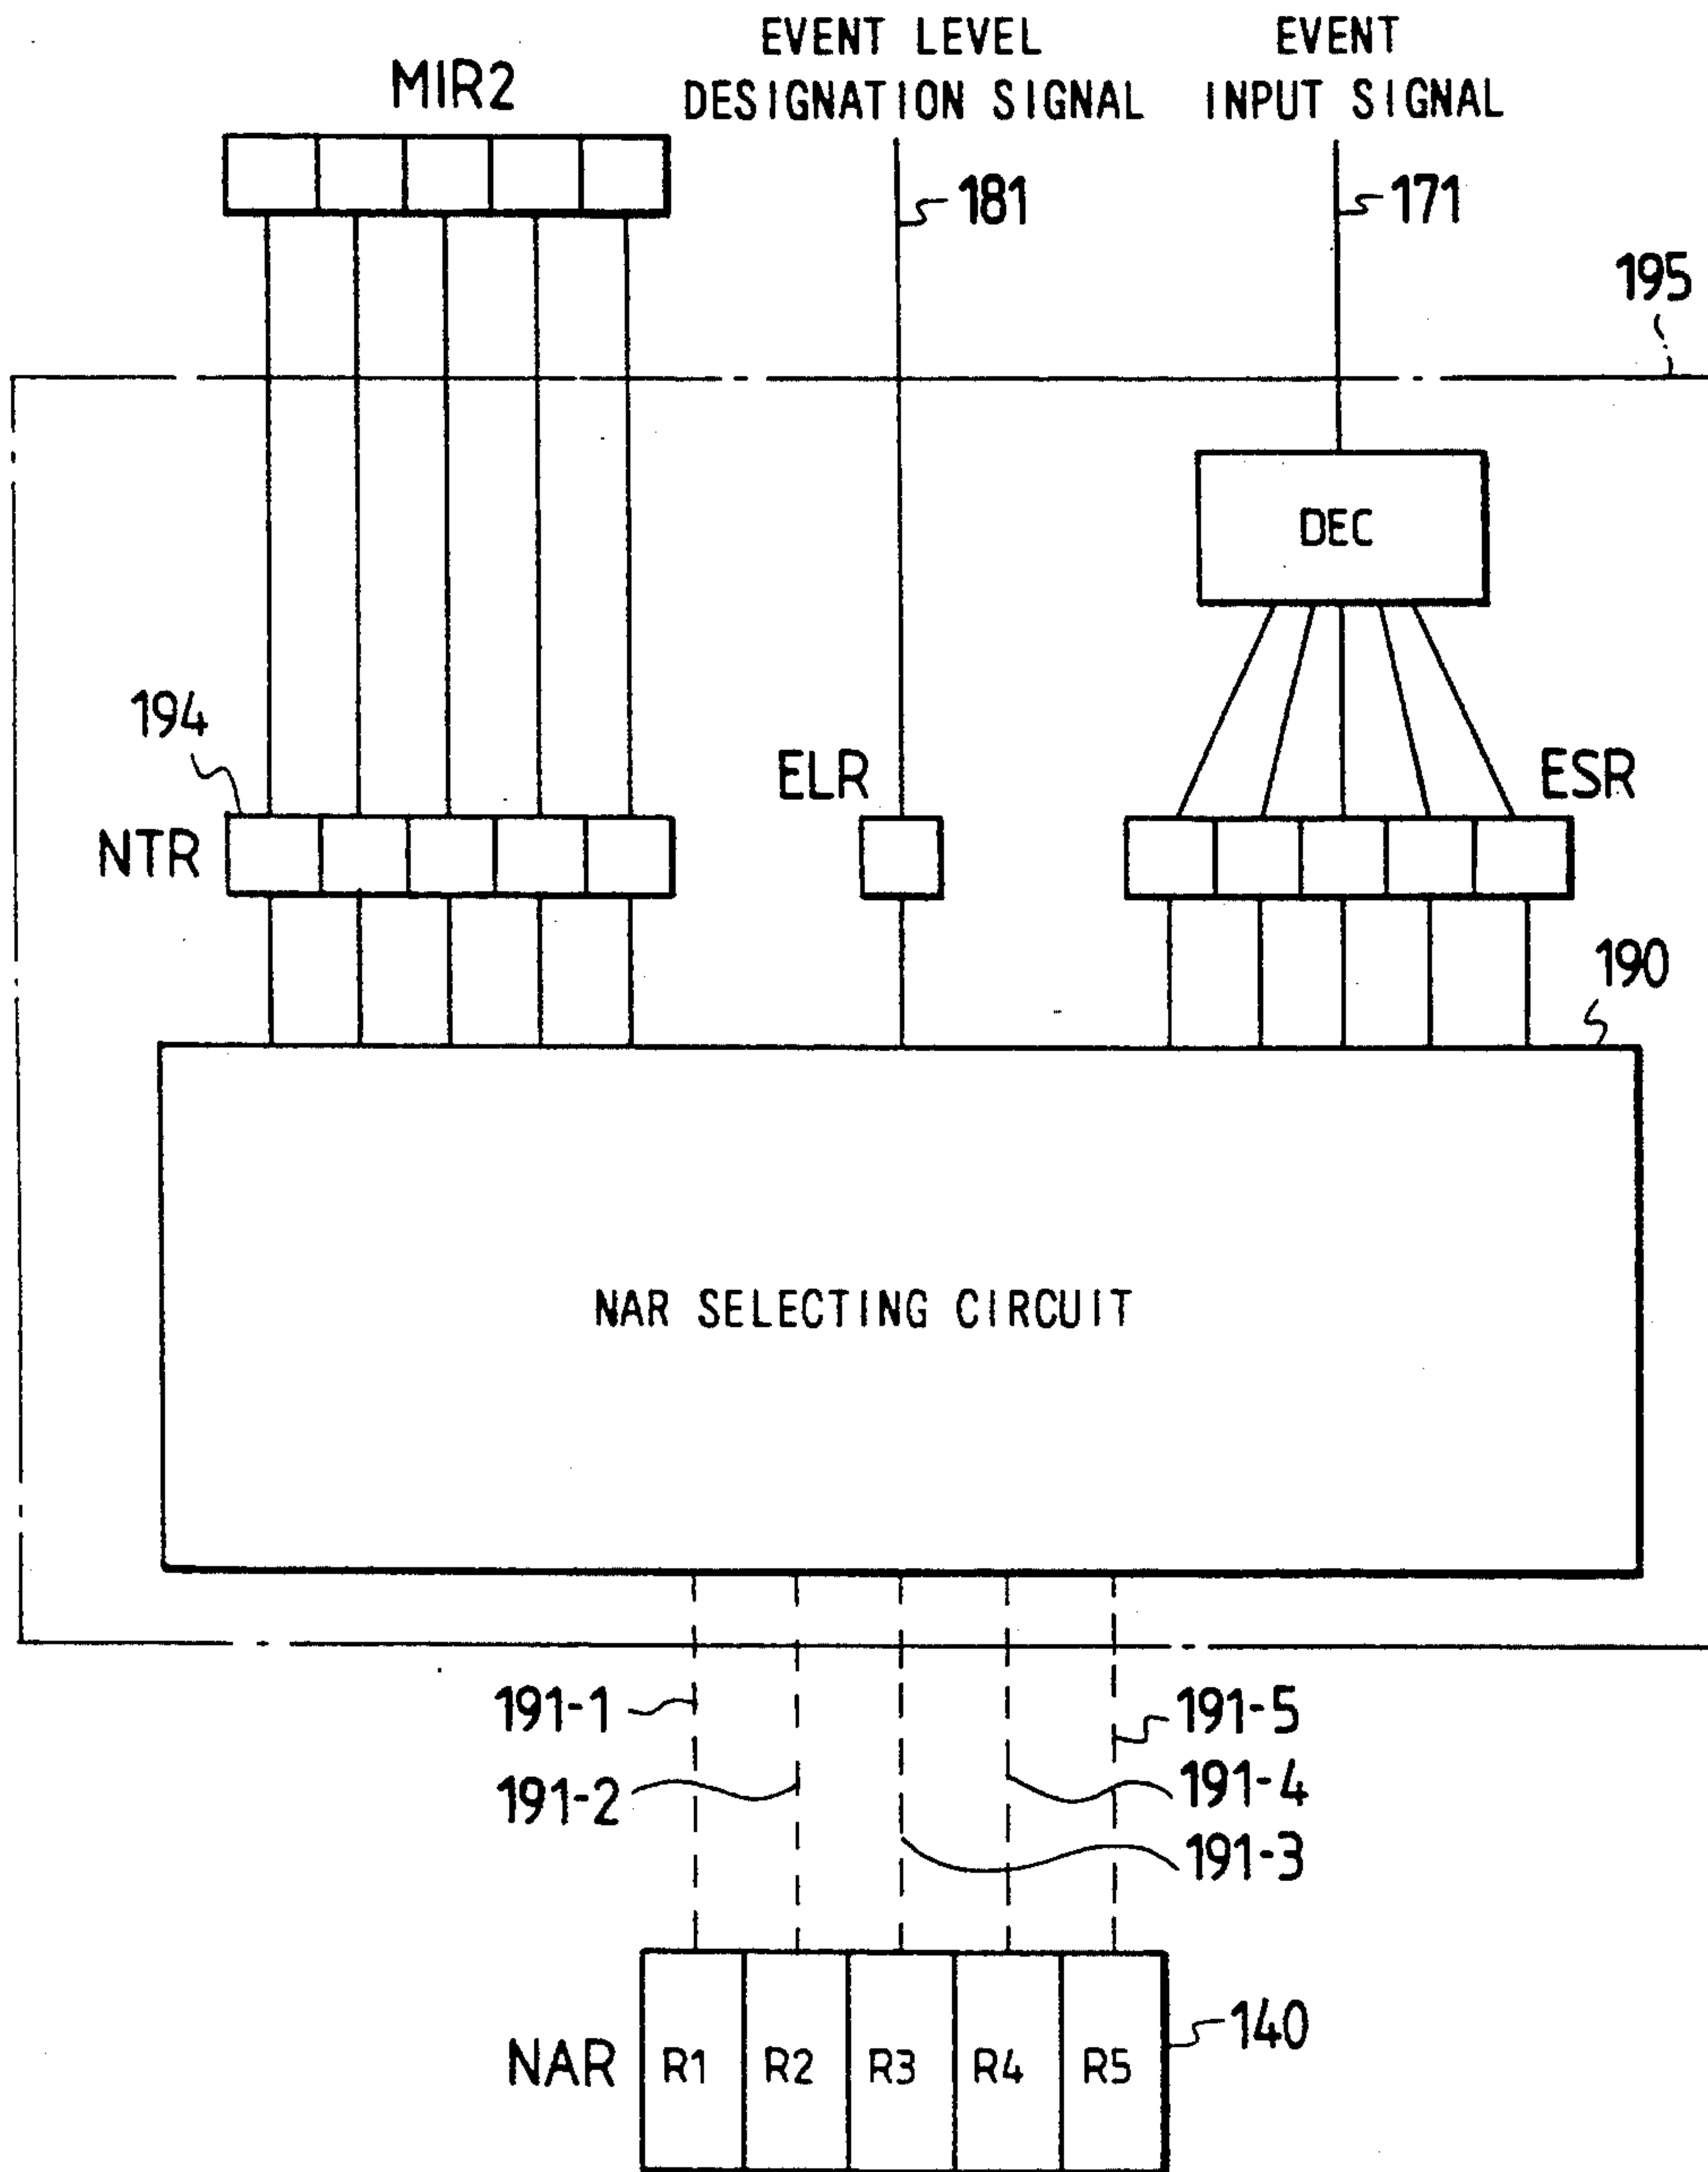 EVENT LEVEL
DESIGNATION SIGNAL
EVENT
INPUT SIGNAL
MIR2
181
171
195
DEC
194
NTR
ELR
ESR
190
NAR SELECTING CIRCUIT
191-1
191-5
191-2
191-4
191-3
NAR
R1
R2
R3
R4
R5
140